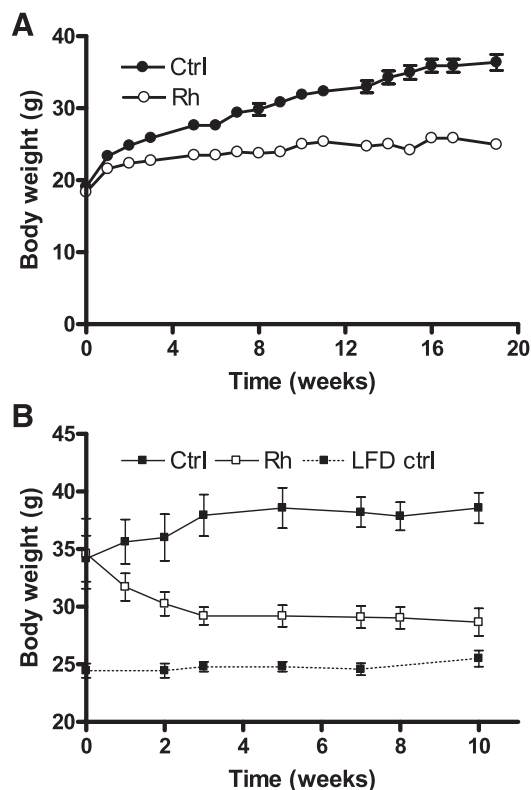 A
40
Ctrl
Rh
30
20
10
0
Body weight (g)
0 4 8 12 16 20
Time (weeks)
B
45
Ctrl Rh LFD ctrl
40
35
30
25
20
Body weight (g)
0 2 4 6 8 10
Time (weeks)